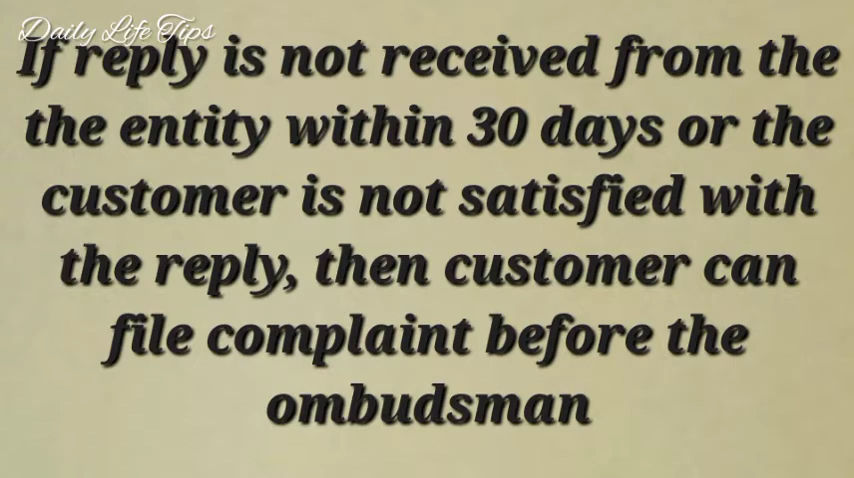 Daily Life Tips
If reply is not received from the
the entity within 30 days or the
customer is not satisfied with
the reply, then customer can
file complaint before the
ombudsman